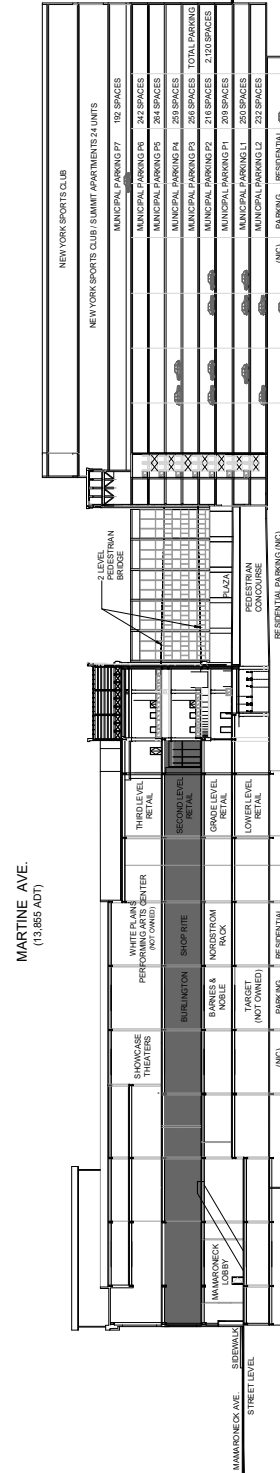 MARTINE AVE.
(13,855 ADT)
NEW YORK SPORTS CLUB
NEW YORK SPORTS CLUB / SUMMIT APARTMENTS 24 UNITS
MUNICIPAL PARKING P7 192 SPACES
MUNICIPAL PARKING P6 242 SPACES
MUNICIPAL PARKING P5 264 SPACES
MUNICIPAL PARKING P4 259 SPACES
MUNICIPAL PARKING P3 256 SPACES TOTAL PARKING
MUNICIPAL PARKING P2 216 SPACES 2,120 SPACES
MUNICIPAL PARKING P1 209 SPACES
MUNICIPAL PARKING L1 250 SPACES
MUNICIPAL PARKING L2 232 SPACES
(NIC) PARKING RESIDENTIAL
2 LEVEL
PEDESTRIAN
BRIDGE
PLAZA
PEDESTRIAN
CONCOURSE
RESIDENTIAL PARKING (NIC)
THIRD LEVEL
RETAIL
SECOND LEVEL
RETAIL
GRADE LEVEL
RETAIL
LOWER LEVEL
RETAIL
WHITE PLAINS
PERFORMING ARTS CENTER
(NOT OWNED)
SHOP RITE
NORDSTROM
RACK
SHOWCASE
THEATERS
BURLINGTON
BARNES &
NOBLE
TARGET
(NOT OWNED)
(NIC) PARKING RESIDENTIAL
MAMARONECK
LOBBY
MAMARONECK AVE. SIDEWALK
STREET LEVEL